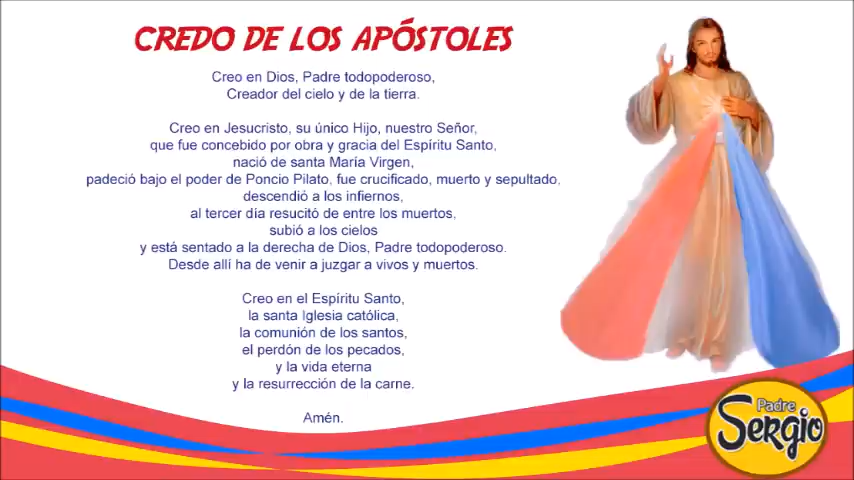 CREDO DE LOS APÓSTOLES
Creo en Dios, Padre todopoderoso,
Creador del cielo y de la tierra.
Creo en Jesucristo, su único Hijo, nuestro Señor,
que fue concebido por obra y gracia del Espíritu Santo,
nació de santa María Virgen,
padeció bajo el poder de Poncio Pilato, fue crucificado, muerto y sepultado,
descendió a los infiernos,
al tercer día resucitó de entre los muertos,
subió a los cielos
y está sentado a la derecha de Dios, Padre todopoderoso.
Desde allí ha de venir a juzgar a vivos y muertos.
Creo en el Espíritu Santo,
la santa Iglesia católica,
la comunión de los santos,
el perdón de los pecados,
y la vida eterna
y la resurrección de la carne.
Amén.
Padre
Sergio